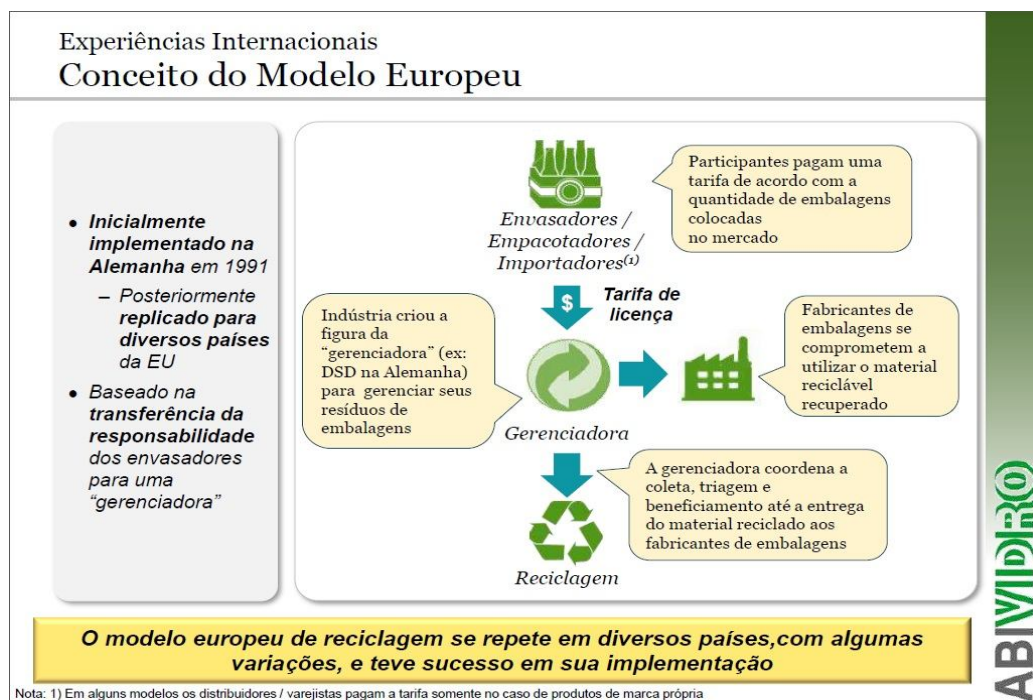 Experiências Internacionais
Conceito do Modelo Europeu
• Inicialmente
implementado na
Alemanha em 1991
– Posteriormente
replicado para
diversos países
da EU
• Baseado na
transferência da
responsabilidade
dos envasadores
para uma
“gerenciadora”
Envasadores /
Empacotadores /
Importadores(1)
Participantes pagam uma
tarifa de acordo com a
quantidade de embalagens
colocadas
no mercado
$
Tarifa de
licença
Indústria criou a
figura da
“gerenciadora” (ex:
DSD na Alemanha)
para gerenciar seus
resíduos de
embalagens
Gerenciadora
Fabricantes de
embalagens se
comprometem a
utilizar o material
reciclável
recuperado
A gerenciadora coordena a
coleta, triagem e
beneficiamento até a entrega
do material reciclado aos
fabricantes de embalagens
Reciclagem
O modelo europeu de reciclagem se repete em diversos países,com algumas
variações, e teve sucesso em sua implementação
Nota: 1) Em alguns modelos os distribuidores / varejistas pagam a tarifa somente no caso de produtos de marca própria
ABIVIDRO